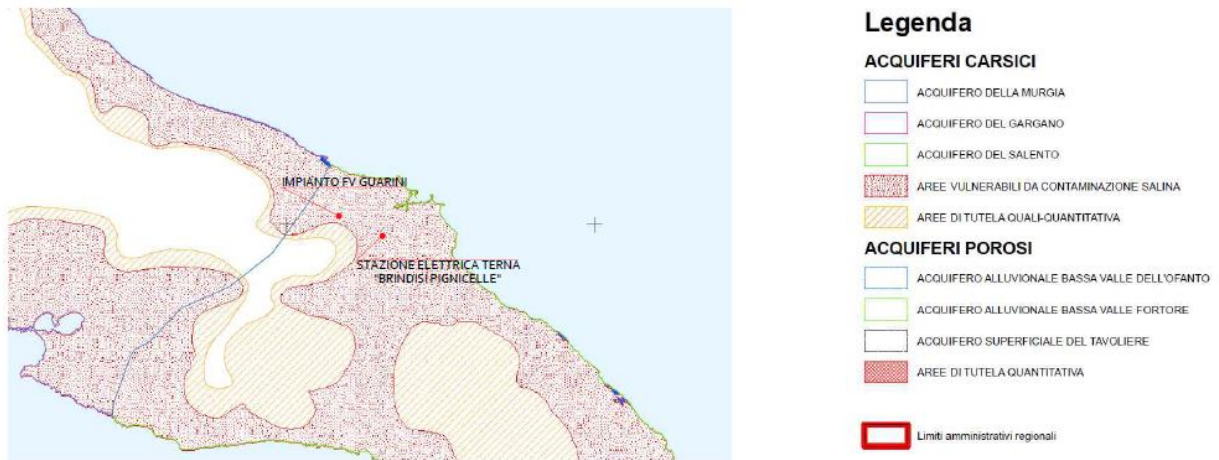 IMPIANTO FV GUARINI
STAZIONE ELETTRICA TERNA
"BRINDISI PIGNICELLE"
Legenda
ACQUIFERI CARSICI
ACQUIFERO DELLA MURGIA
ACQUIFERO DEL GARGANO
ACQUIFERO DEL SALENTO
AREE VULNERABILI DA CONTAMINAZIONE SALINA
AREE DI TUTELA QUALI-QUANTITATIVA
ACQUIFERI POROSI
ACQUIFERO ALLUVIONALE BASSA VALLE DELL'OFANTO
ACQUIFERO ALLUVIONALE BASSA VALLE FORTORE
ACQUIFERO SUPERFICIALE DEL TAVOLIERE
AREE DI TUTELA QUANTITATIVA
Limiti amministrativi regionali